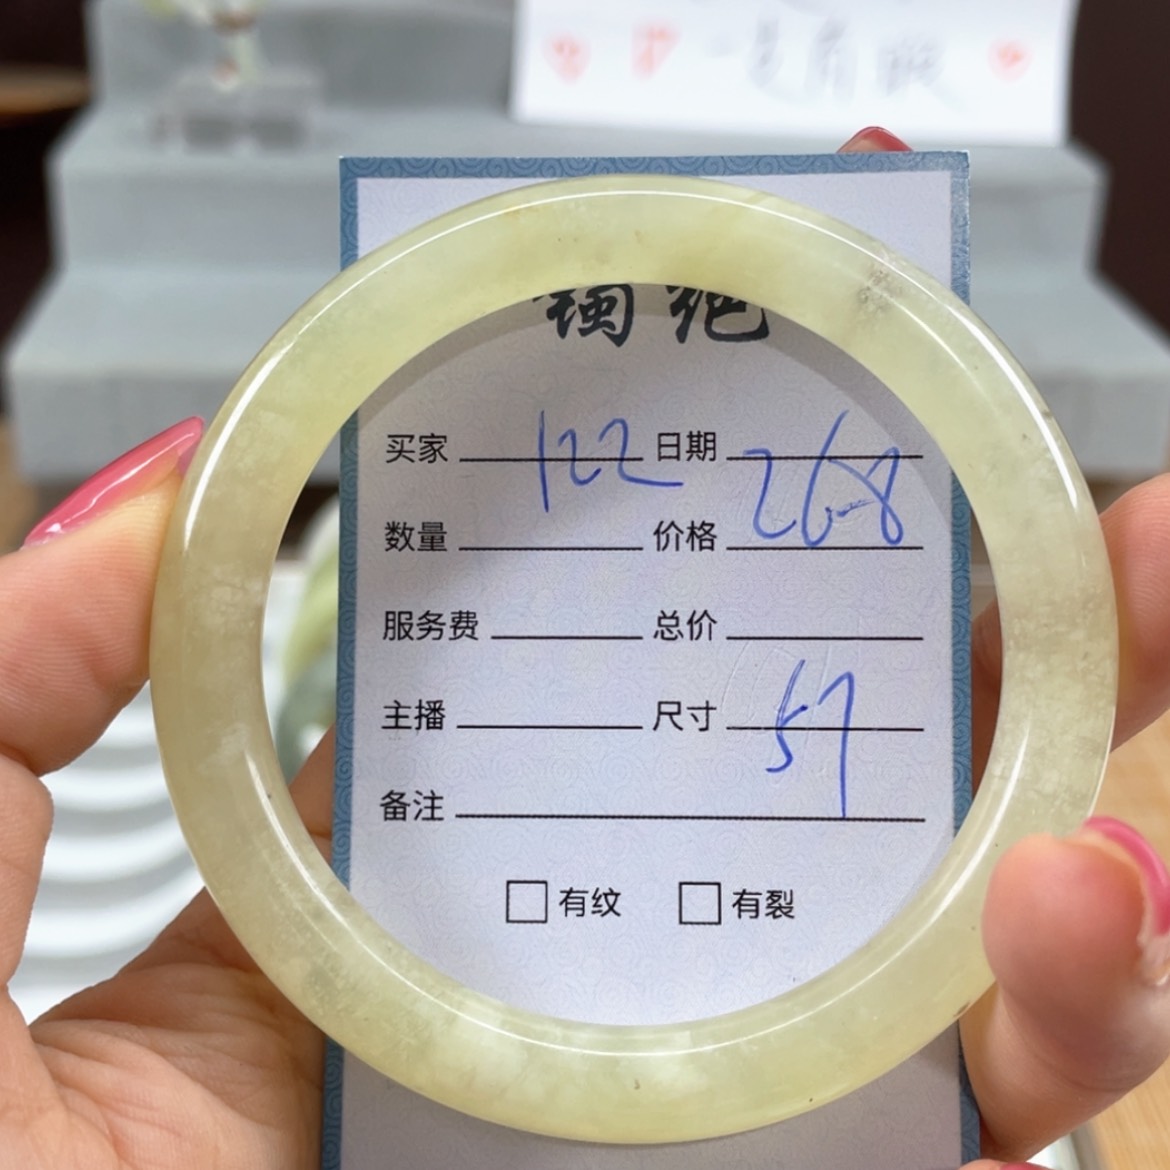 买家 122 日期
数量 价格 268
服务费 总价
主播 尺寸 57
备注
有纹 有裂